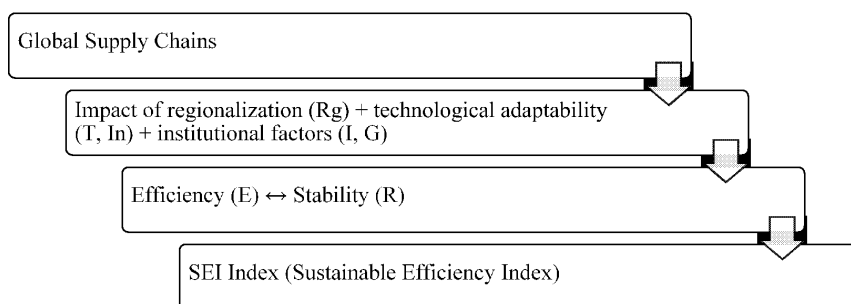 Global Supply Chains
Impact of regionalization (Rg) + technological adaptability
(T, In) + institutional factors (I, G)
Efficiency (E) ↔ Stability (R)
SEI Index (Sustainable Efficiency Index)